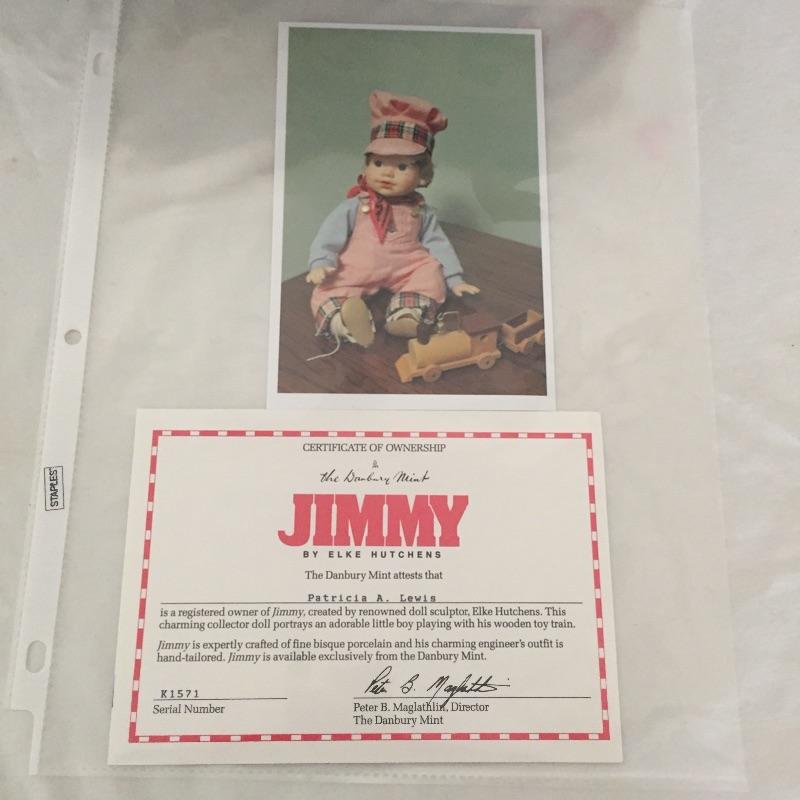 CERTIFICATE OF OWNERSHIP
the Danbury Mint
JIMMY
BY ELKE HUTCHENS
The Danbury Mint attests that
Patricia A. Lewis
is a registered owner of Jimmy, created by renowned doll sculptor, Elke Hutchens. This
charming collector doll portrays an adorable little boy playing with his wooden toy train.
Jimmy is expertly crafted of fine bisque porcelain and his charming engineer's outfit is
hand-tailored. Jimmy is available exclusively from the Danbury Mint.
Peter B. Maglathlin
K1571
Serial Number
Peter B. Maglathlin, Director
The Danbury Mint
STAPLES